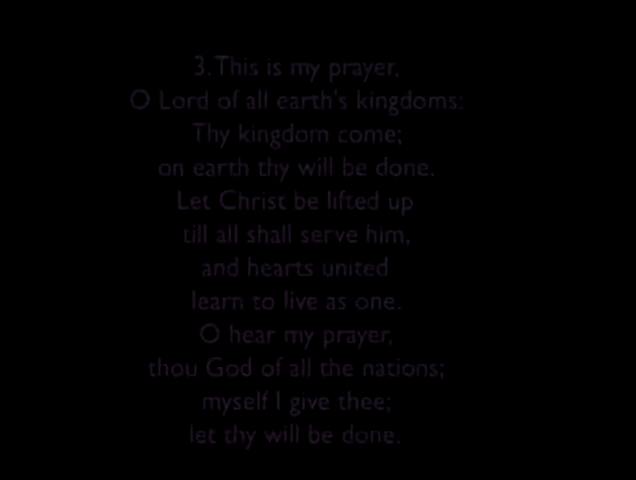 3.This is my prayer,
O Lord of all earth's kingdoms:
Thy kingdom come;
on earth thy will be done.
Let Christ be lifted up
till all shall serve him,
and hearts united
learn to live as one.
O hear my prayer,
thou God of all the nations;
myself I give thee;
let thy will be done.